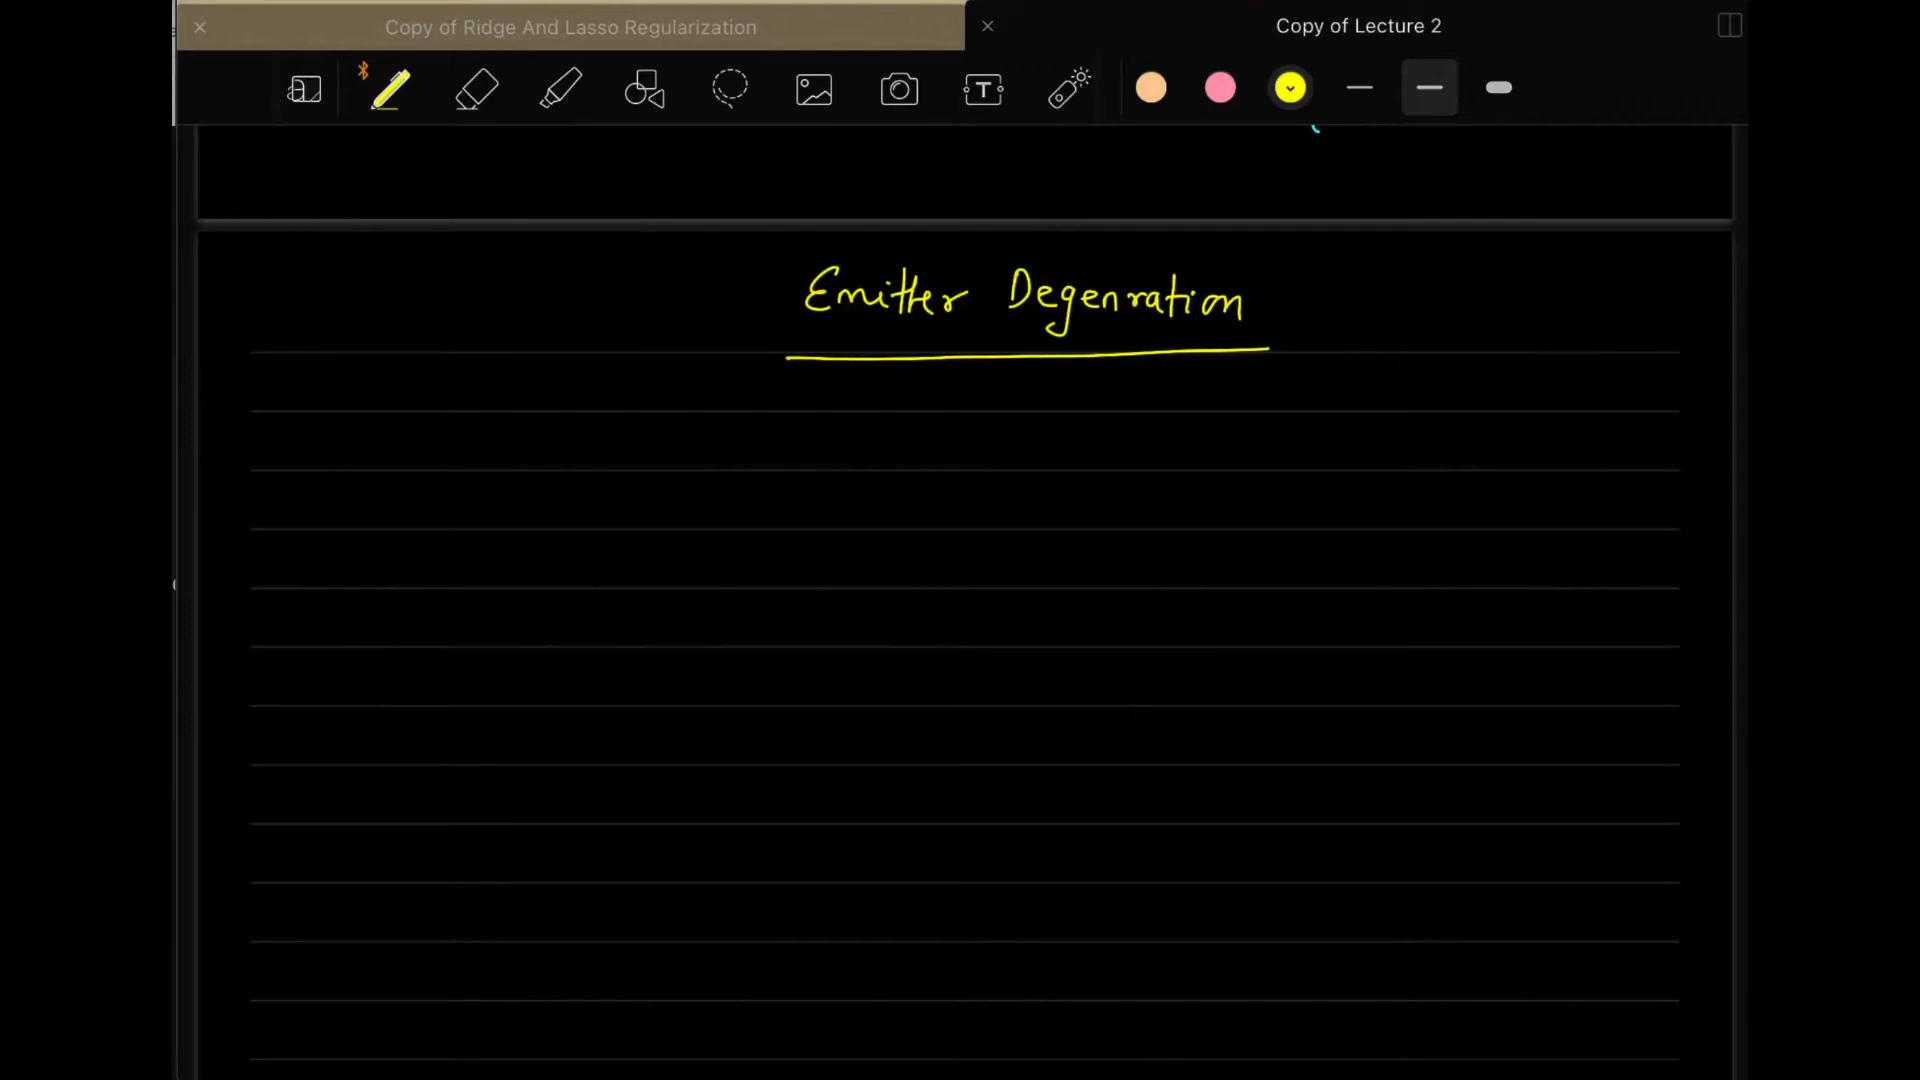 Copy of Ridge And Lasso Regularization
Copy of Lecture 2
T
Emitter Degenration